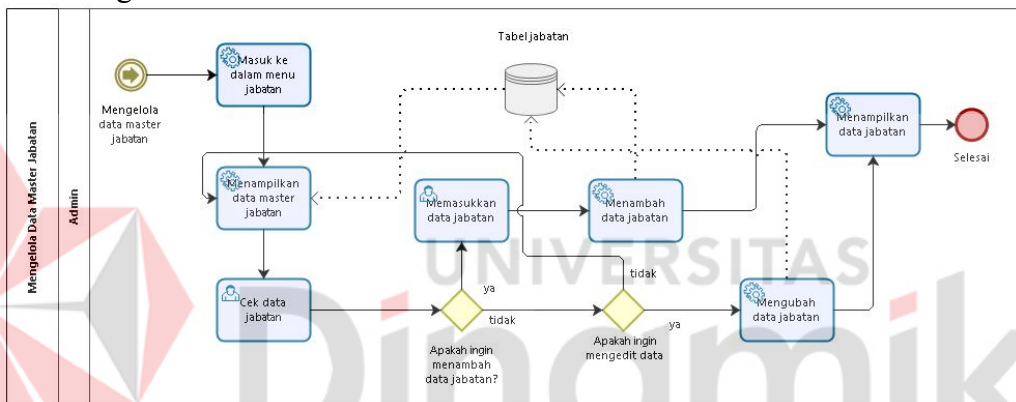 Mengelola Data Master Jabatan
Admin
Mengelola
data master
jabatan
Masuk ke
dalam menu
jabatan
Menampilkan
data master
jabatan
Cek data
jabatan
Tabel jabatan
Memasukkan
data jabatan
Menambah
data jabatan
Menampilkan
data jabatan
Selesai
ya
tidak
Apakah ingin
menambah
data jabatan?
tidak
ya
Apakah ingin
mengedit data
Mengubah
data jabatan
UNIVERSITAS
Dinamik